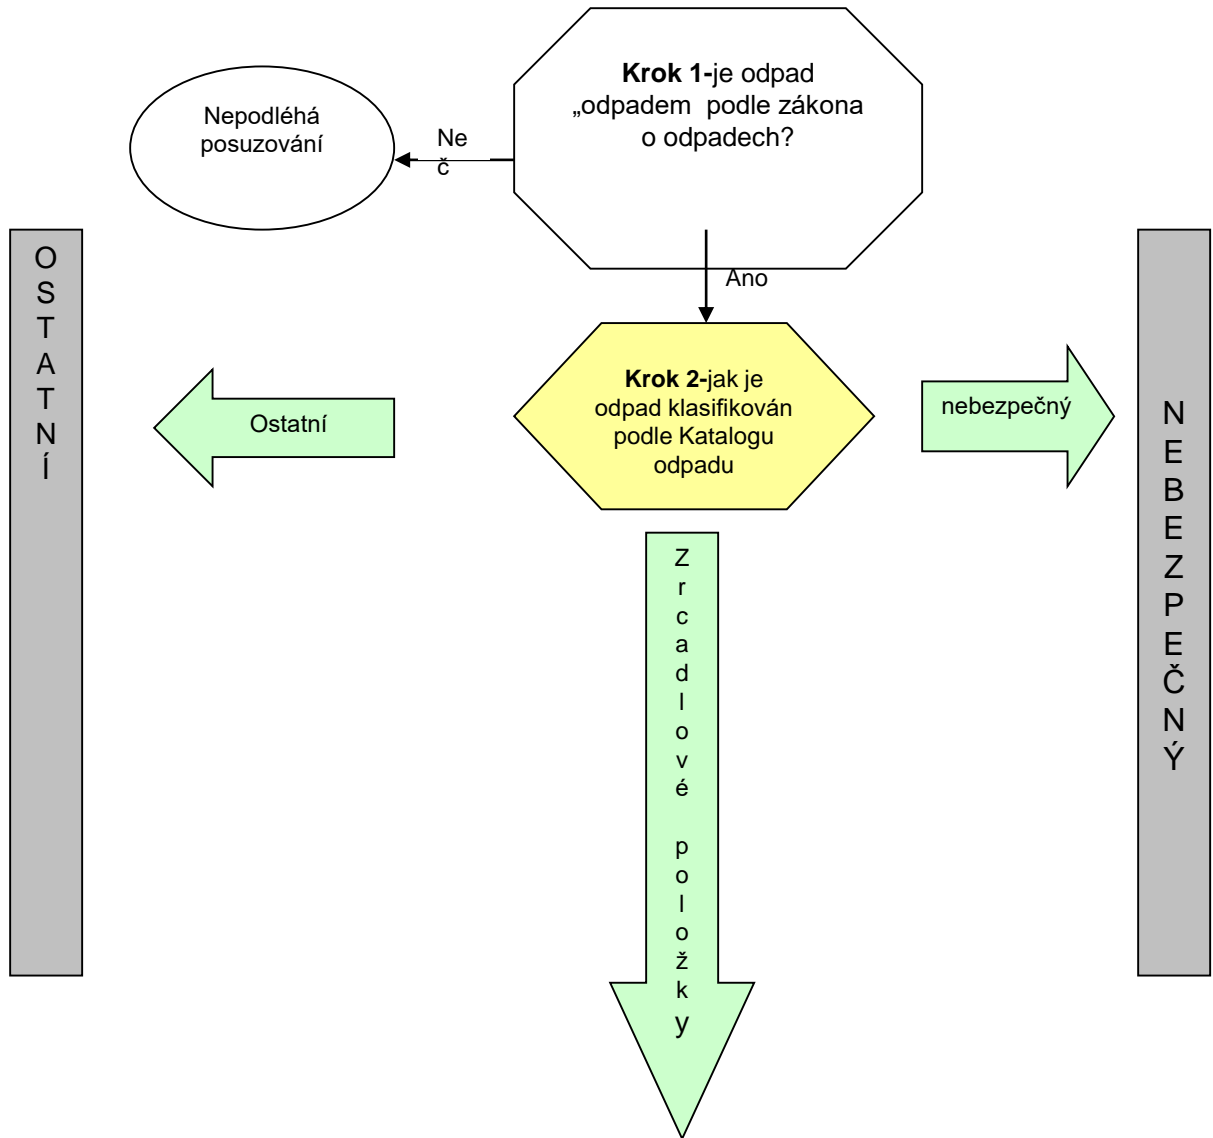 Krok 1-je odpad
„odpadem podle zákona
o odpadech?
Nepodléhá
posuzování
Ne
č
Ano
O
S
T
A
T
N
Í
Krok 2-jak je
odpad klasifikován
podle Katalogu
odpadu
Ostatní
nebezpečný
N
E
B
E
Z
P
E
Č
N
Ý
Z
r
c
a
d
l
o
v
é
p
o
l
o
ž
k
y